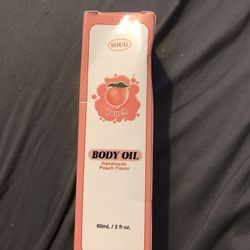 SOUG
Peach
BODY OIL
Handmade
Peach Flavor
60mL / 2 fl oz.